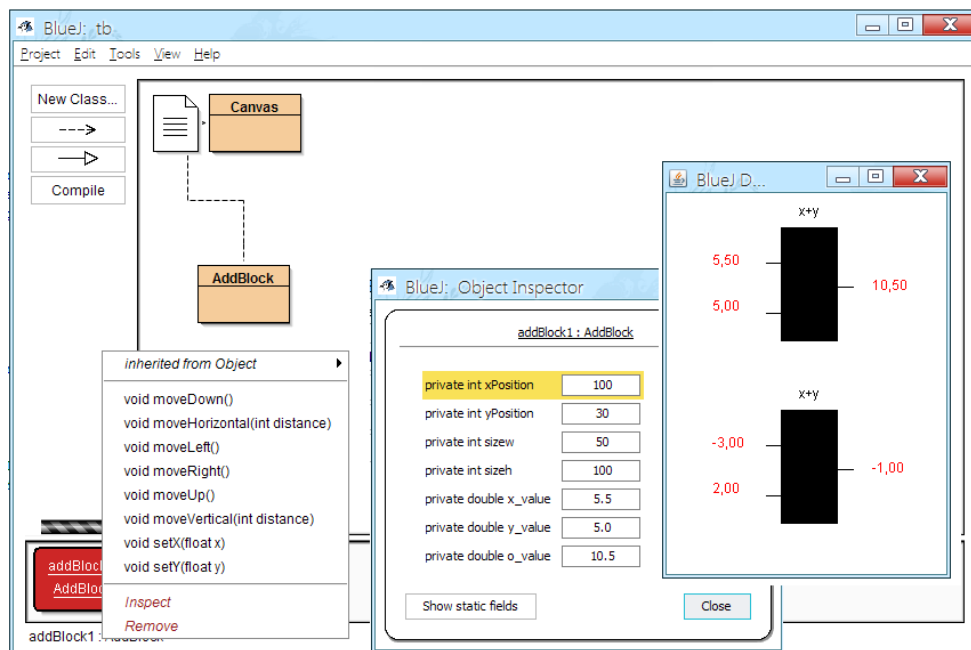 BlueJ: tb
Project Edit Tools View Help
New Class...
Compile
Canvas
AddBlock
BlueJ D...
x+y
5,50
5,00
10,50
x+y
-3,00
2,00
-1,00
BlueJ: Object Inspector
addBlock1 : AddBlock
private int xPosition 100
private int yPosition 30
private int sizew 50
private int sizeh 100
private double x_value 5.5
private double y_value 5.0
private double o_value 10.5
Show static fields
Close
inherited from Object
void moveDown()
void moveHorizontal(int distance)
void moveLeft()
void moveRight()
void moveUp()
void moveVertical(int distance)
void setX(float x)
void setY(float y)
Inspect
Remove
addBlock1 :